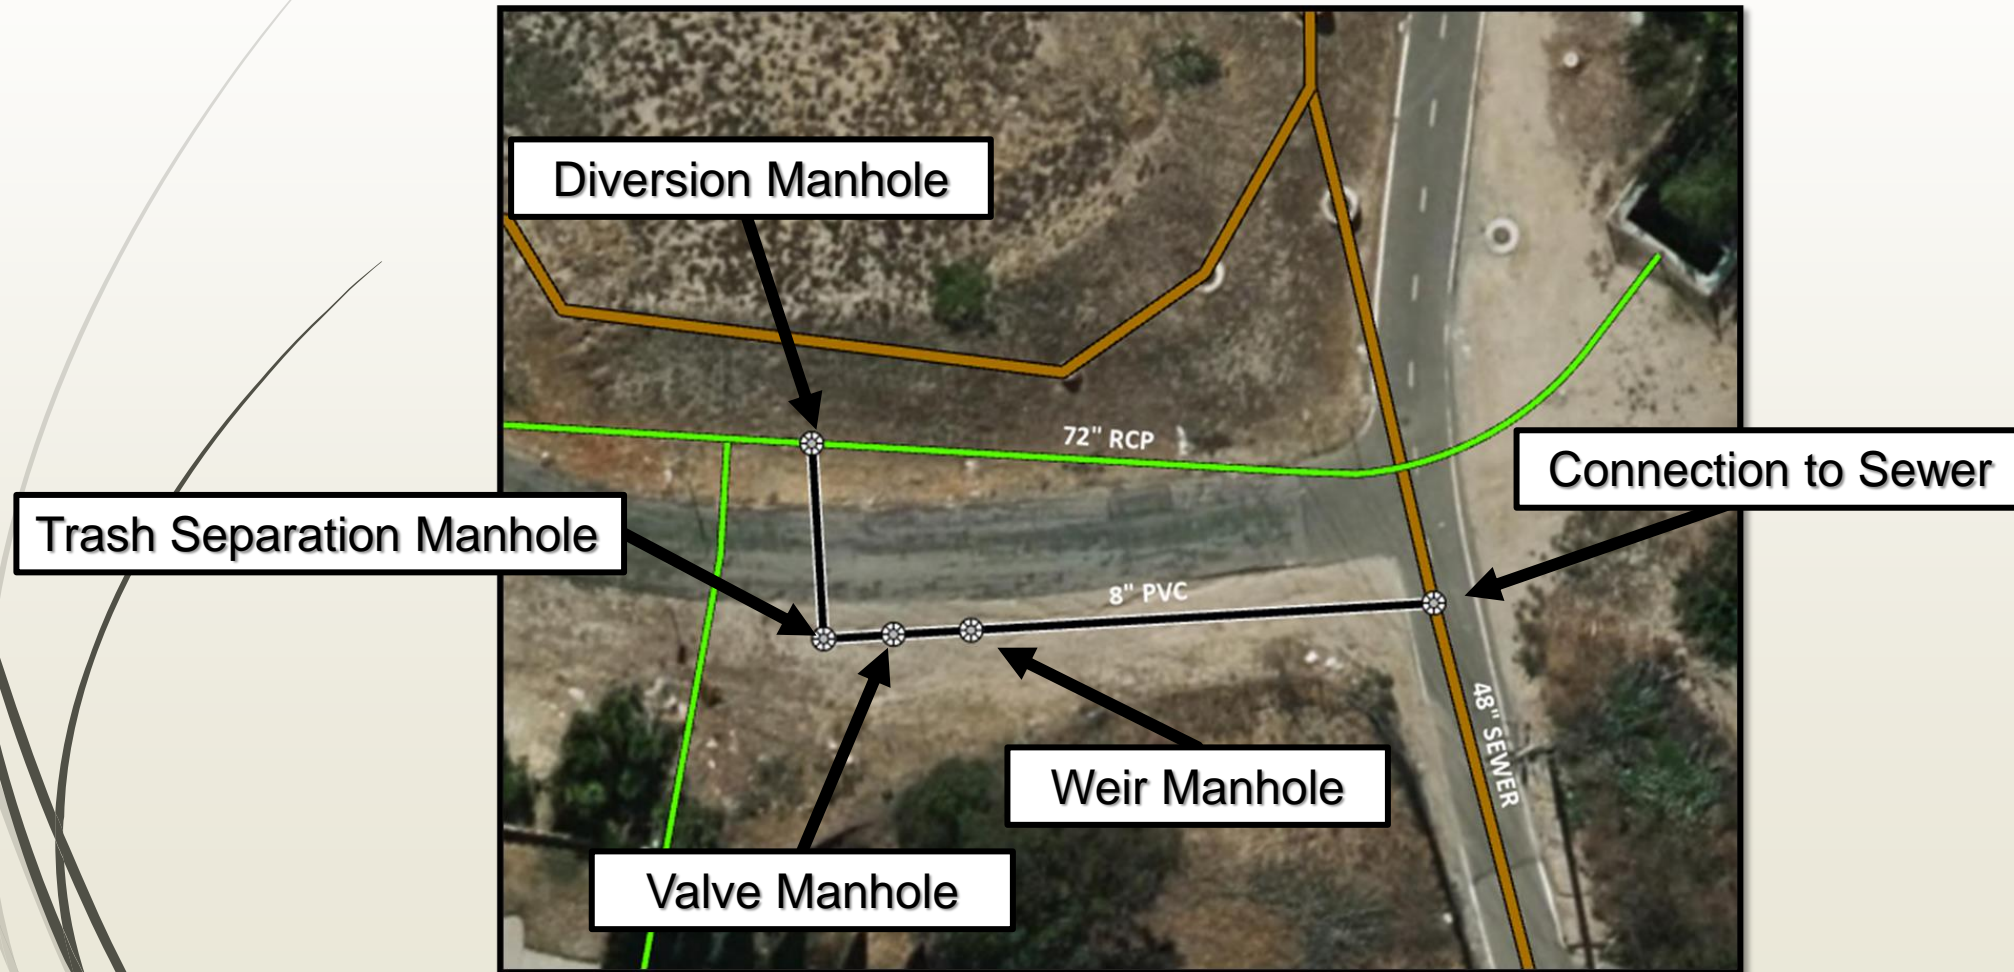 Diversion Manhole
72" RCP
Connection to Sewer
Trash Separation Manhole
8" PVC
48" SEWER
Weir Manhole
Valve Manhole